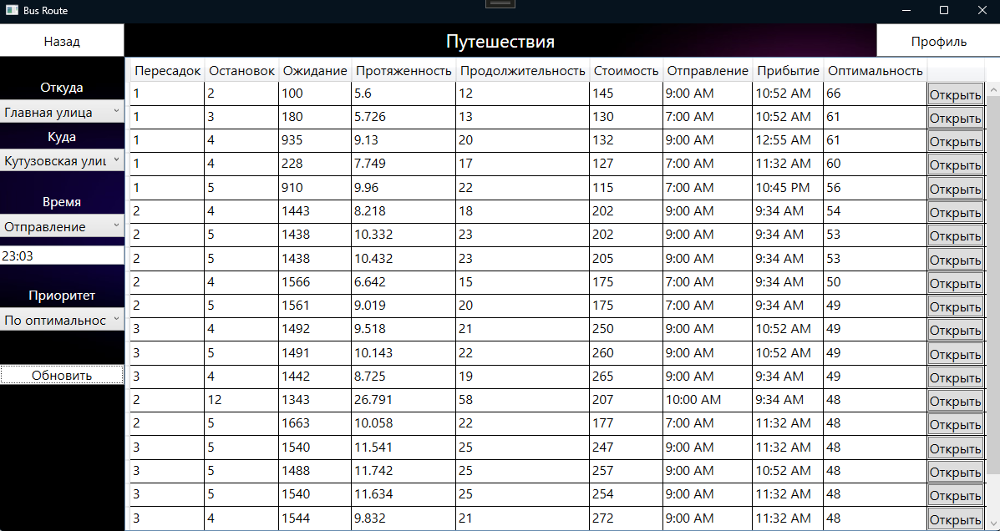 Bus Route
Назад
Путешествия
Профиль
Откуда
Главная улица
Куда
Кутузовская улиц
Время
Отправление
23:03
Приоритет
По оптимальнос
Обновить
Пересадок Остановок Ожидание Протяженность Продолжительность Стоимость Отправление Прибытие Оптимальность
1 2 100 5.6 12 145 9:00 AM 10:52 AM 66 Открыть
1 3 180 5.726 13 130 7:00 AM 10:52 AM 61 Открыть
1 4 935 9.13 20 132 9:00 AM 12:55 AM 61 Открыть
1 4 228 7.749 17 127 7:00 AM 11:32 AM 60 Открыть
1 5 910 9.96 22 115 7:00 AM 10:45 PM 56 Открыть
2 4 1443 8.218 18 202 9:00 AM 9:34 AM 54 Открыть
2 5 1438 10.332 23 202 9:00 AM 9:34 AM 53 Открыть
2 5 1438 10.432 23 205 9:00 AM 9:34 AM 53 Открыть
2 4 1566 6.642 15 175 7:00 AM 9:34 AM 50 Открыть
2 5 1561 9.019 20 175 7:00 AM 9:34 AM 49 Открыть
3 4 1492 9.518 21 250 9:00 AM 10:52 AM 49 Открыть
3 5 1491 10.143 22 260 9:00 AM 10:52 AM 49 Открыть
3 4 1442 8.725 19 265 9:00 AM 9:34 AM 49 Открыть
2 12 1343 26.791 58 207 10:00 AM 9:34 AM 48 Открыть
2 5 1663 10.058 22 177 7:00 AM 11:32 AM 48 Открыть
3 5 1540 11.541 25 247 9:00 AM 11:32 AM 48 Открыть
3 5 1488 11.742 25 257 9:00 AM 10:52 AM 48 Открыть
3 5 1540 11.634 25 254 9:00 AM 11:32 AM 48 Открыть
3 4 1544 9.832 21 272 9:00 AM 11:32 AM 48 Открыть